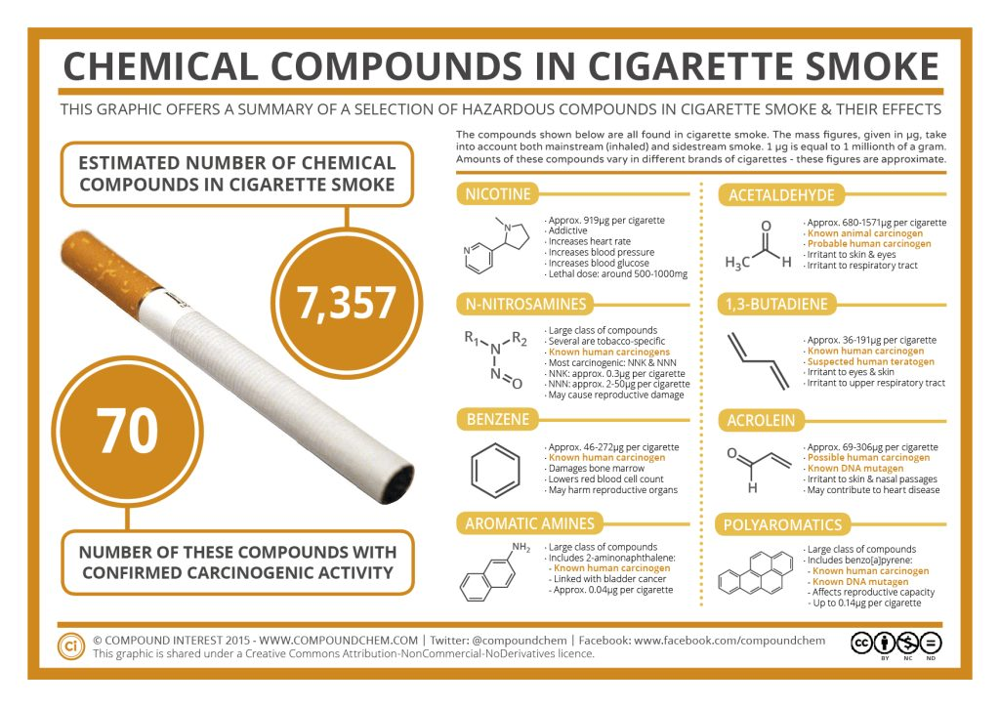 CHEMICAL COMPOUNDS IN CIGARETTE SMOKE
THIS GRAPHIC OFFERS A SUMMARY OF A SELECTION OF HAZARDOUS COMPOUNDS IN CIGARETTE SMOKE & THEIR EFFECTS
ESTIMATED NUMBER OF CHEMICAL
COMPOUNDS IN CIGARETTE SMOKE
7,357
70
NUMBER OF THESE COMPOUNDS WITH
CONFIRMED CARCINOGENIC ACTIVITY
The compounds shown below are all found in cigarette smoke. The mass figures, given in µg, take
into account both mainstream (inhaled) and sidestream smoke. 1 µg is equal to 1 millionth of a gram.
Amounts of these compounds vary in different brands of cigarettes - these figures are approximate.
NICOTINE
N
N
· Approx. 919µg per cigarette
· Addictive
· Increases heart rate
· Increases blood pressure
· Increases blood glucose
· Lethal dose: around 500-1000mg
N-NITROSAMINES
R₁ N R₂
N O
· Large class of compounds
· Several are tobacco-specific
· Known human carcinogens
· Most carcinogenic: NNK & NNN
· NNK: approx. 0.3µg per cigarette
· NNN: approx. 2-50µg per cigarette
· May cause reproductive damage
BENZENE
· Approx. 46-272µg per cigarette
· Known human carcinogen
· Damages bone marrow
· Lowers red blood cell count
· May harm reproductive organs
AROMATIC AMINES
NH₂
· Large class of compounds
· Includes 2-aminonaphthalene:
- Known human carcinogen
- Linked with bladder cancer
- Approx. 0.04µg per cigarette
ACETALDEHYDE
O
H₃C H
· Approx. 680-1571µg per cigarette
· Known animal carcinogen
· Probable human carcinogen
· Irritant to skin & eyes
· Irritant to respiratory tract
1,3-BUTADIENE
· Approx. 36-191µg per cigarette
· Known human carcinogen
· Suspected human teratogen
· Irritant to eyes & skin
· Irritant to upper respiratory tract
ACROLEIN
O
H
· Approx. 69-306µg per cigarette
· Possible human carcinogen
· Known DNA mutagen
· Irritant to skin & nasal passages
· May contribute to heart disease
POLYAROMATICS
· Large class of compounds
· Includes benzo[a]pyrene:
- Known human carcinogen
- Known DNA mutagen
- Affects reproductive capacity
- Up to 0.14µg per cigarette
Ci
© COMPOUND INTEREST 2015 - WWW.COMPOUNDCHEM.COM | Twitter: @compoundchem | Facebook: www.facebook.com/compoundchem
This graphic is shared under a Creative Commons Attribution-NonCommercial-NoDerivatives licence.
cc
BY NC ND